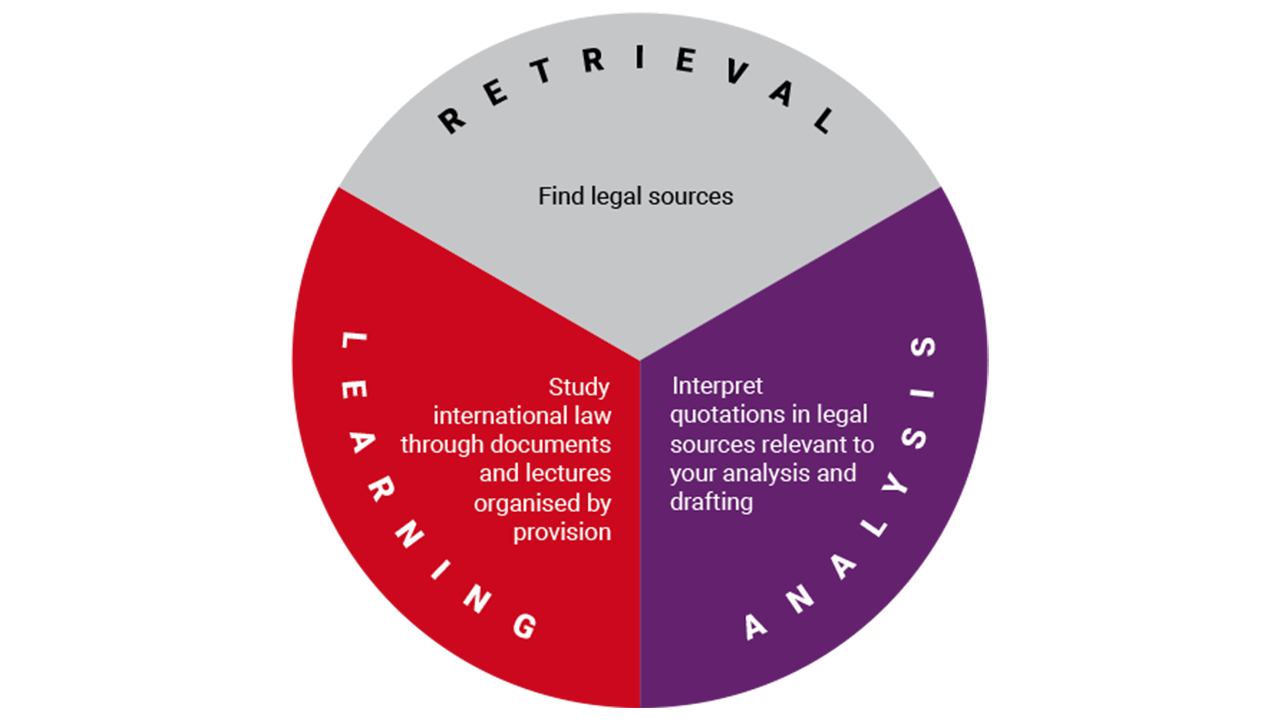 RETRIEVAL
Find legal sources
LEARNING
Study
international law
through documents
and lectures
organised by
provision
ANALYSIS
Interpret
quotations in legal
sources relevant to
your analysis and
drafting